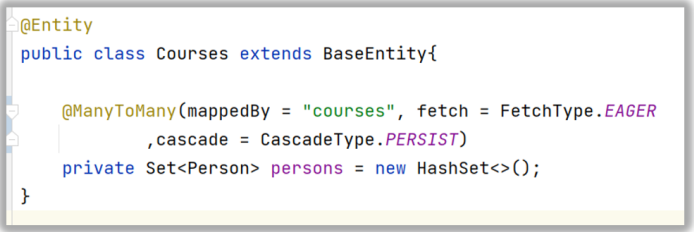 @Entity
public class Courses extends BaseEntity{
@ManyToMany(mappedBy = "courses", fetch = FetchType.EAGER
,cascade = CascadeType.PERSIST)
private Set<Person> persons = new HashSet<>();
}